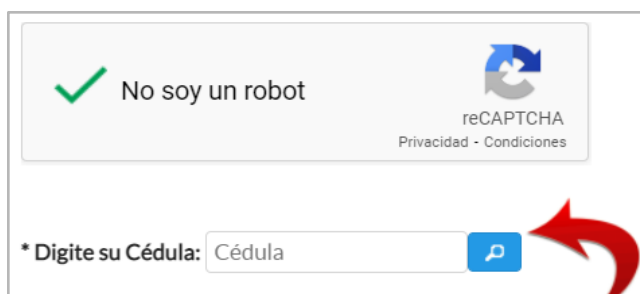 No soy un robot
reCAPTCHA
Privacidad - Condiciones
* Digite su Cédula: Cédula